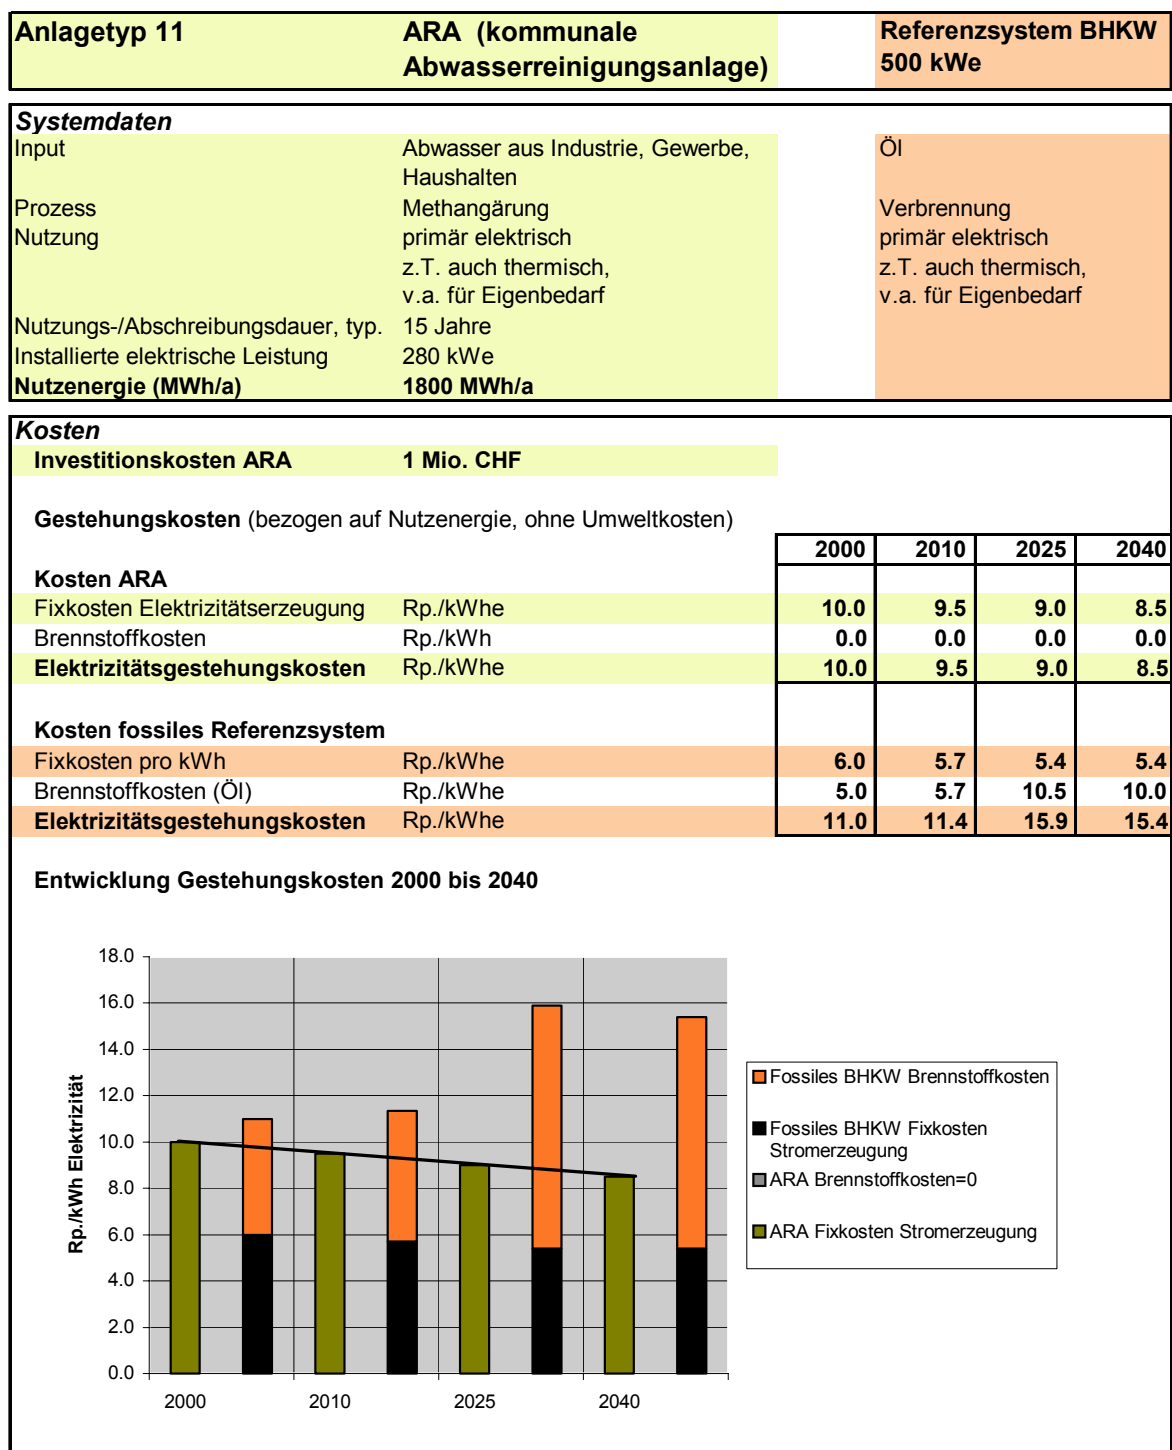 Anlagetyp 11 ARA (kommunale Referenzsystem BHKW
Abwasserreinigungsanlage) 500 kWe
Systemdaten
Input Abwasser aus Industrie, Gewerbe, Öl
Haushalten
Prozess Methangärung Verbrennung
Nutzung primär elektrisch primär elektrisch
z.T. auch thermisch, z.T. auch thermisch,
v.a. für Eigenbedarf v.a. für Eigenbedarf
Nutzungs-/Abschreibungsdauer, typ. 15 Jahre
Installierte elektrische Leistung 280 kWe
Nutzenergie (MWh/a) 1800 MWh/a
Kosten
Investitionskosten ARA 1 Mio. CHF
Gestehungskosten (bezogen auf Nutzenergie, ohne Umweltkosten)
2000 2010 2025 2040
Kosten ARA
Fixkosten Elektrizitätserzeugung Rp./kWhe 10.0 9.5 9.0 8.5
Brennstoffkosten Rp./kWh 0.0 0.0 0.0 0.0
Elektrizitätsgestehungskosten Rp./kWhe 10.0 9.5 9.0 8.5
Kosten fossiles Referenzsystem
Fixkosten pro kWh Rp./kWhe 6.0 5.7 5.4 5.4
Brennstoffkosten (Öl) Rp./kWhe 5.0 5.7 10.5 10.0
Elektrizitätsgestehungskosten Rp./kWhe 11.0 11.4 15.9 15.4
Entwicklung Gestehungskosten 2000 bis 2040
Rp./kWh Elektrizität
18.0
16.0
14.0
12.0
10.0
8.0
6.0
4.0
2.0
0.0
2000 2010 2025 2040
Fossiles BHKW Brennstoffkosten
Fossiles BHKW Fixkosten
Stromerzeugung
ARA Brennstoffkosten=0
ARA Fixkosten Stromerzeugung